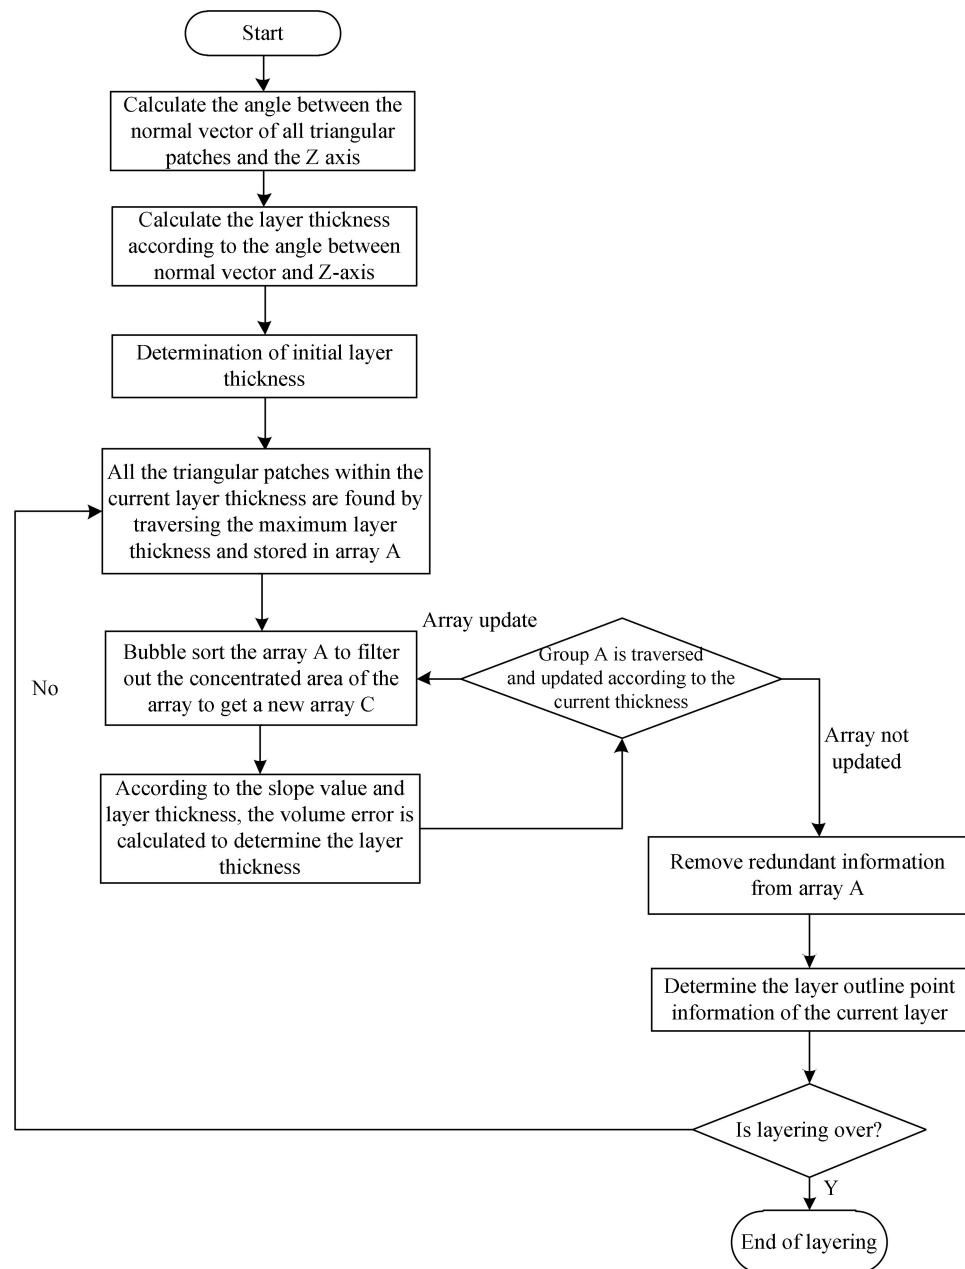 Start
Calculate the angle between the
normal vector of all triangular
patches and the Z axis
Calculate the layer thickness
according to the angle between
normal vector and Z-axis
Determination of initial layer
thickness
All the triangular patches within the
current layer thickness are found by
traversing the maximum layer
thickness and stored in array A
Array update
Bubble sort the array A to filter
out the concentrated area of the
array to get a new array C
Group A is traversed
and updated according to the
current thickness
No
Array not
updated
According to the slope value and
layer thickness, the volume error is
calculated to determine the layer
thickness
Remove redundant information
from array A
Determine the layer outline point
information of the current layer
Is layering over?
Y
End of layering